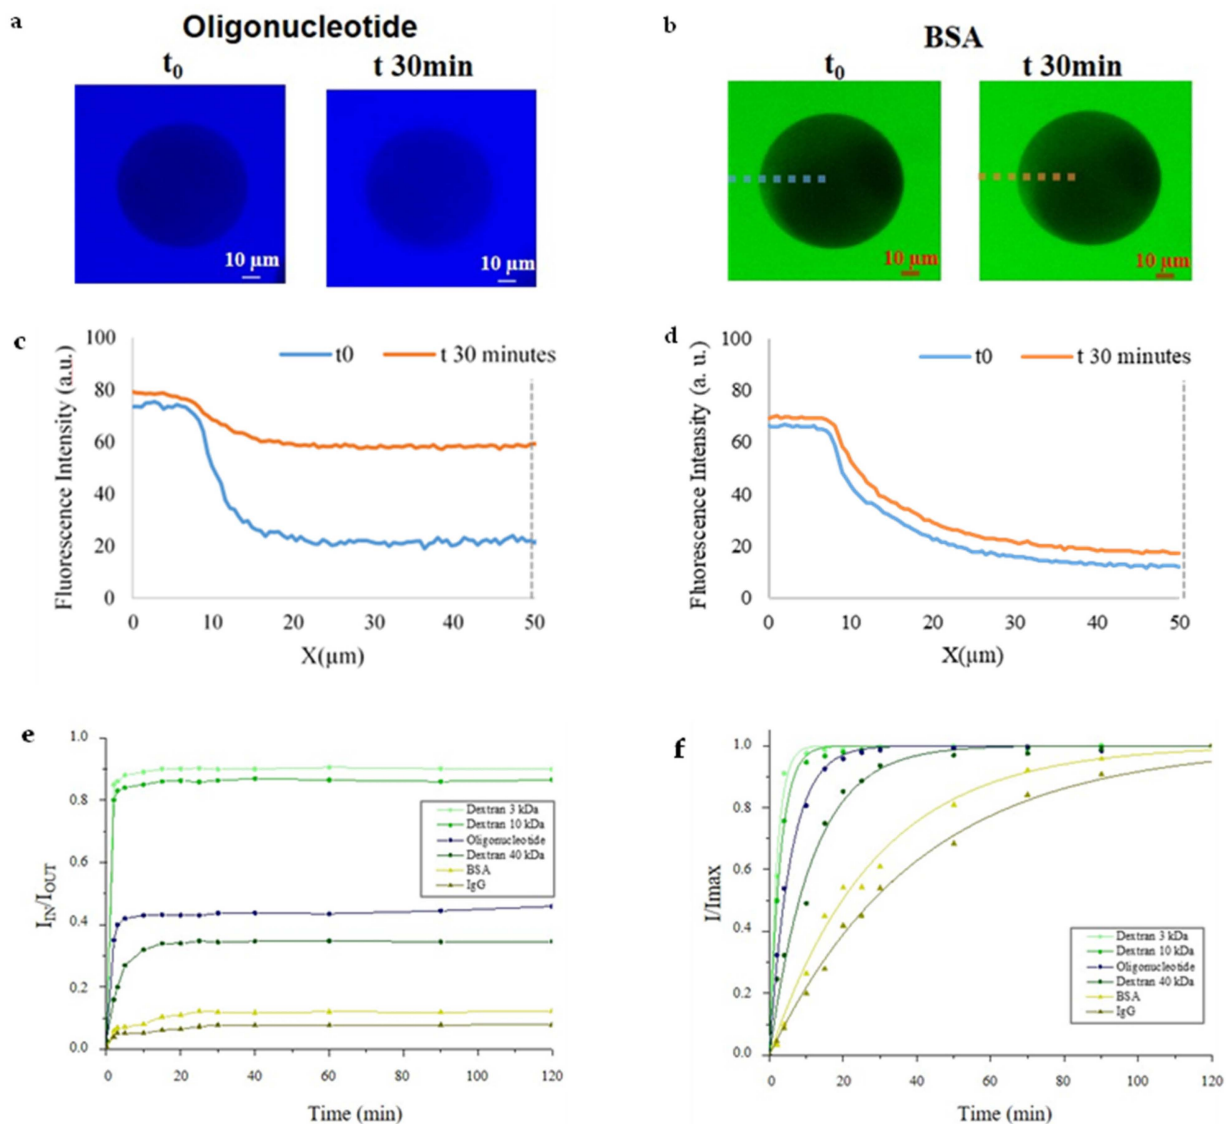 a
Oligonucleotide
t0
t 30min
10 µm
10 µm
b
BSA
t0
t 30min
10 µm
10 µm
c
Fluorescence Intensity (a.u.)
100
80
60
40
20
0
t0
t 30 minutes
0 10 20 30 40 50
X(µm)
d
Fluorescence Intensity (a. u.)
100
80
60
40
20
0
t0
t 30 minutes
0 10 20 30 40 50
X(µm)
e
IIN/IOUT
1.0
0.8
0.6
0.4
0.2
0.0
Dextran 3 kDa
Dextran 10 kDa
Oligonucleotide
Dextran 40 kDa
BSA
IgG
0 20 40 60 80 100 120
Time (min)
f
I/Imax
1.0
0.8
0.6
0.4
0.2
0.0
Dextran 3 kDa
Dextran 10 kDa
Oligonucleotide
Dextran 40 kDa
BSA
IgG
0 20 40 60 80 100 120
Time (min)